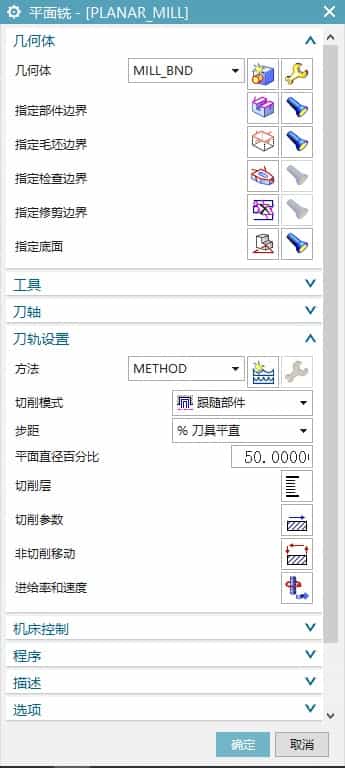 平面铣 - [PLANAR_MILL]
几何体
几何体 MILL_BND
指定部件边界
指定毛坯边界
指定检查边界
指定修剪边界
指定底面
工具
刀轴
刀轨设置
方法 METHOD
切削模式 跟随部件
步距 % 刀具平直
平面直径百分比 50.00000
切削层
切削参数
非切削移动
进给率和速度
机床控制
程序
描述
选项
确定 取消